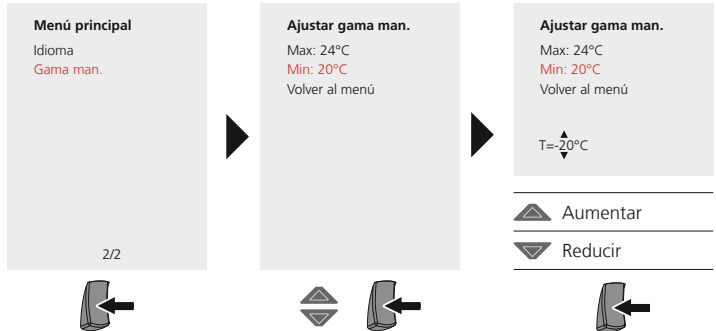 Menú principal
Idioma
Gama man.
2/2
Ajustar gama man.
Max: 24°C
Min: 20°C
Volver al menú
Ajustar gama man.
Max: 24°C
Min: 20°C
Volver al menú
T=-20°C
Aumentar
Reducir